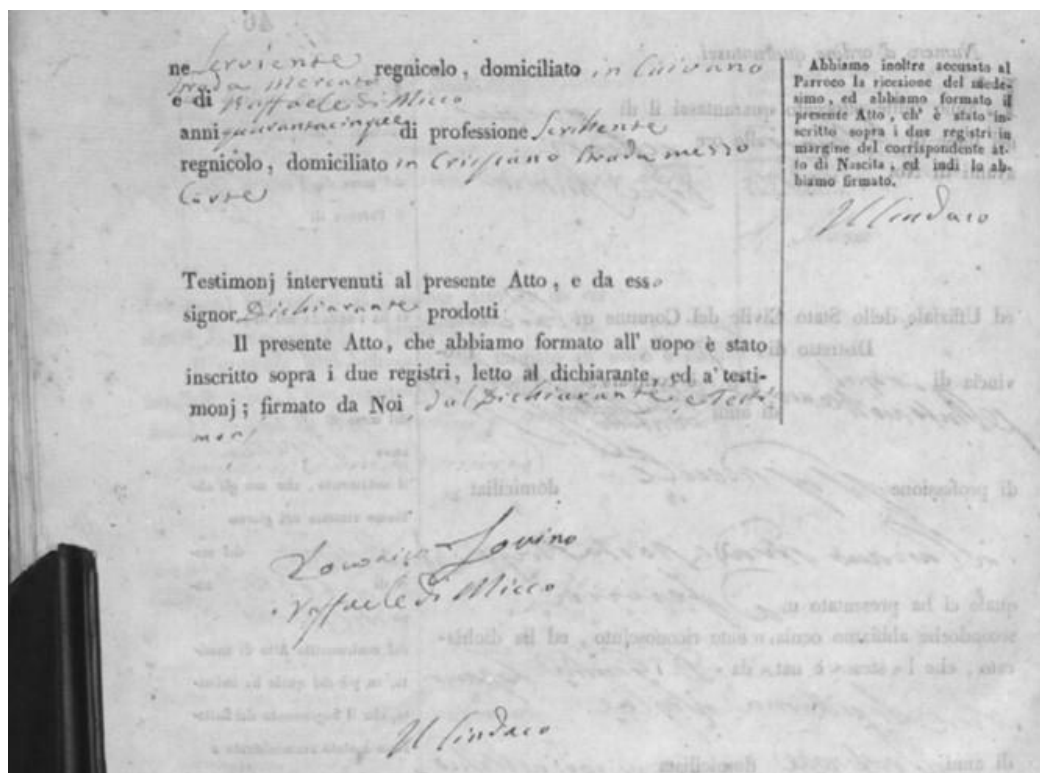 ne Serviente regnicolo, domiciliato in Caivano
Strada Mercato
e di Raffaele di Micco
anni quarantacinque di professione Serviente
regnicolo, domiciliato in Crispano Strada mezzo
Corte
Testimonj intervenuti al presente Atto, e da esso
signor Dichiarante prodotti
Il presente Atto, che abbiamo formato all' uopo è stato
inscritto sopra i due registri, letto al dichiarante, ed a' testi-
monj; firmato da Noi dal Dichiarante, e Testi
monj
Iovino
Raffaele di Micco
Il Sindaco
Abbiamo inoltre accusato al
Parroco la ricezione del mede-
simo, ed abbiamo formato il
presente Atto, ch' è stato in-
scritto sopra i due registri in
margine del corrispondente at-
to di Nascita, ed indi lo ab-
biamo firmato.
Il Sindaco